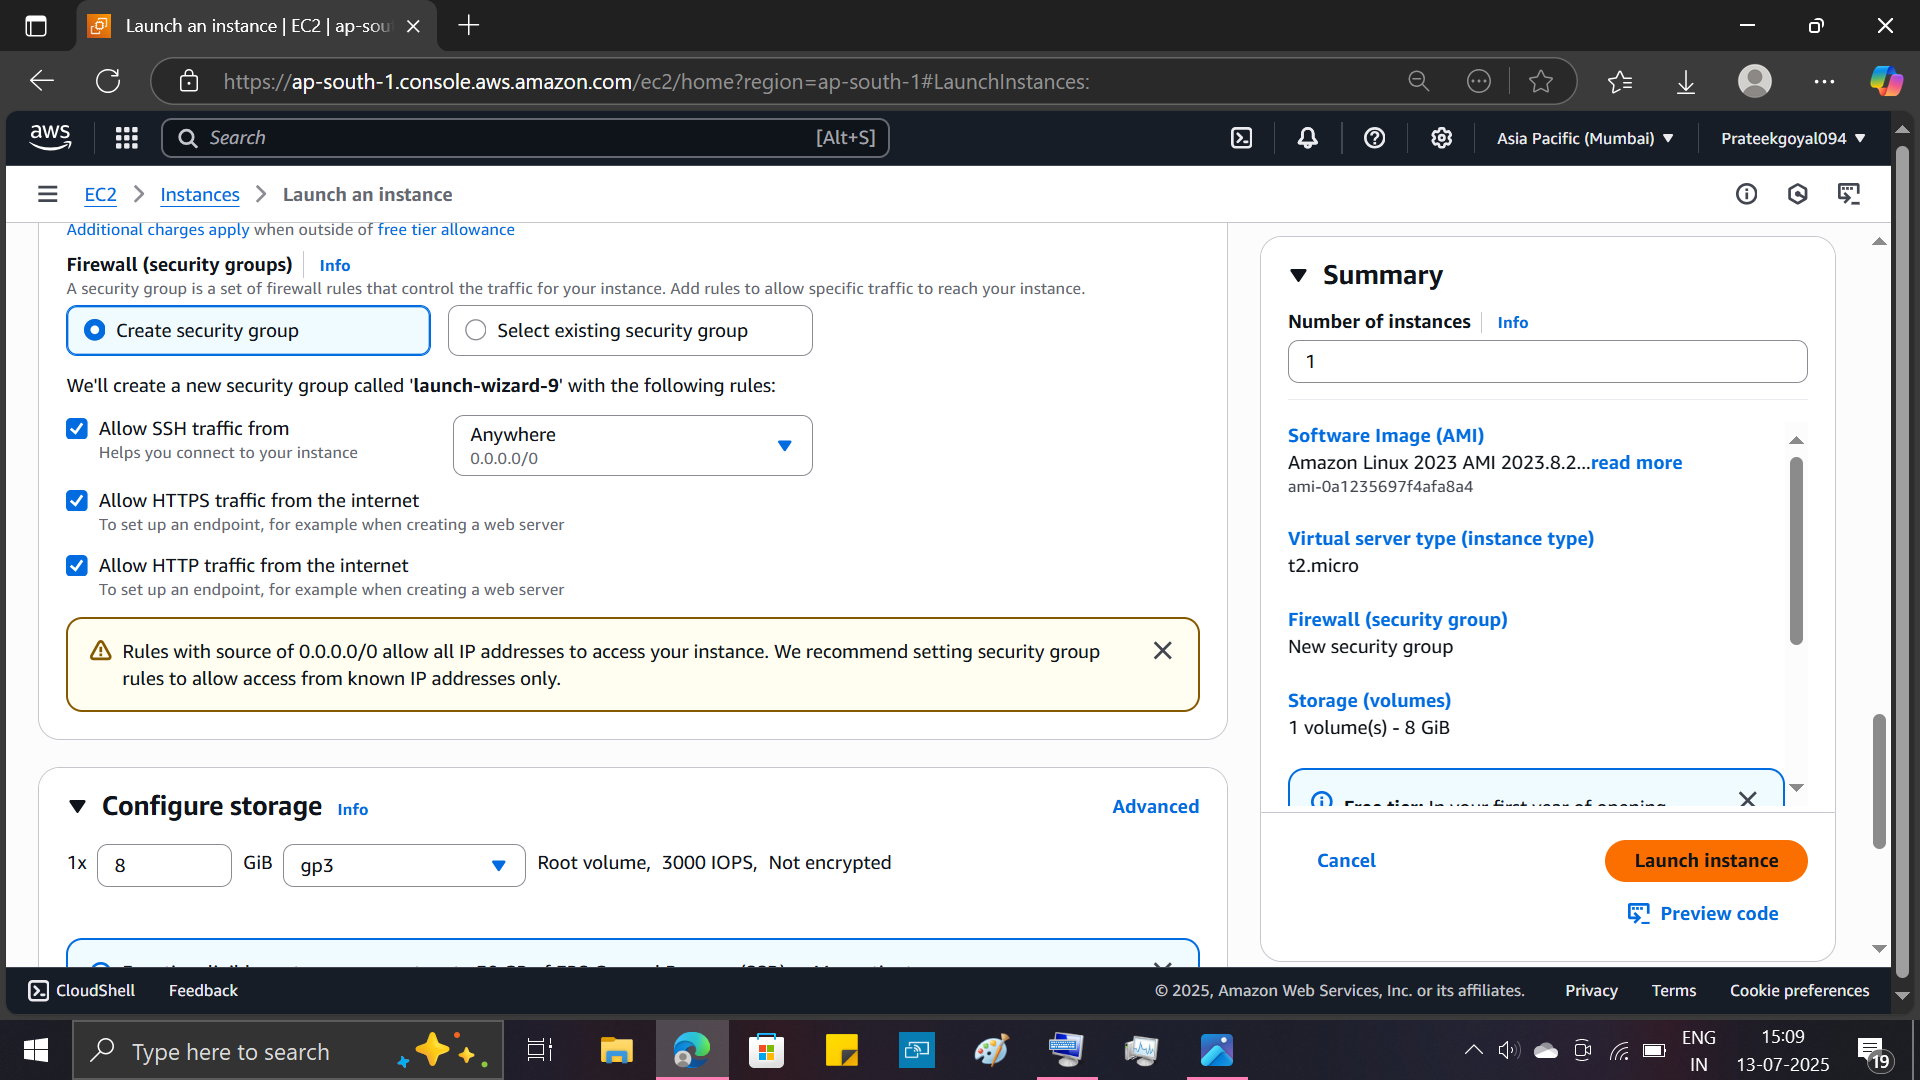 Launch an instance | EC2 | ap-sou
https://ap-south-1.console.aws.amazon.com/ec2/home?region=ap-south-1#LaunchInstances:
aws
Search
[Alt+S]
Asia Pacific (Mumbai)
Prateekgoyal094
EC2
Instances
Launch an instance
Additional charges apply when outside of free tier allowance
Firewall (security groups)
Info
A security group is a set of firewall rules that control the traffic for your instance. Add rules to allow specific traffic to reach your instance.
Create security group
Select existing security group
We'll create a new security group called 'launch-wizard-9' with the following rules:
Allow SSH traffic from
Helps you connect to your instance
Anywhere
0.0.0.0/0
Allow HTTPS traffic from the internet
To set up an endpoint, for example when creating a web server
Allow HTTP traffic from the internet
To set up an endpoint, for example when creating a web server
Rules with source of 0.0.0.0/0 allow all IP addresses to access your instance. We recommend setting security group
rules to allow access from known IP addresses only.
Configure storage
Info
Advanced
1x
8
GiB
gp3
Root volume, 3000 IOPS, Not encrypted
Summary
Number of instances
Info
1
Software Image (AMI)
Amazon Linux 2023 AMI 2023.8.2...read more
ami-0a1235697f4afa8a4
Virtual server type (instance type)
t2.micro
Firewall (security group)
New security group
Storage (volumes)
1 volume(s) - 8 GiB
Free tier: In your first year of opening
Cancel
Launch instance
Preview code
CloudShell
Feedback
© 2025, Amazon Web Services, Inc. or its affiliates.
Privacy
Terms
Cookie preferences
Type here to search
ENG
IN
15:09
13-07-2025
19